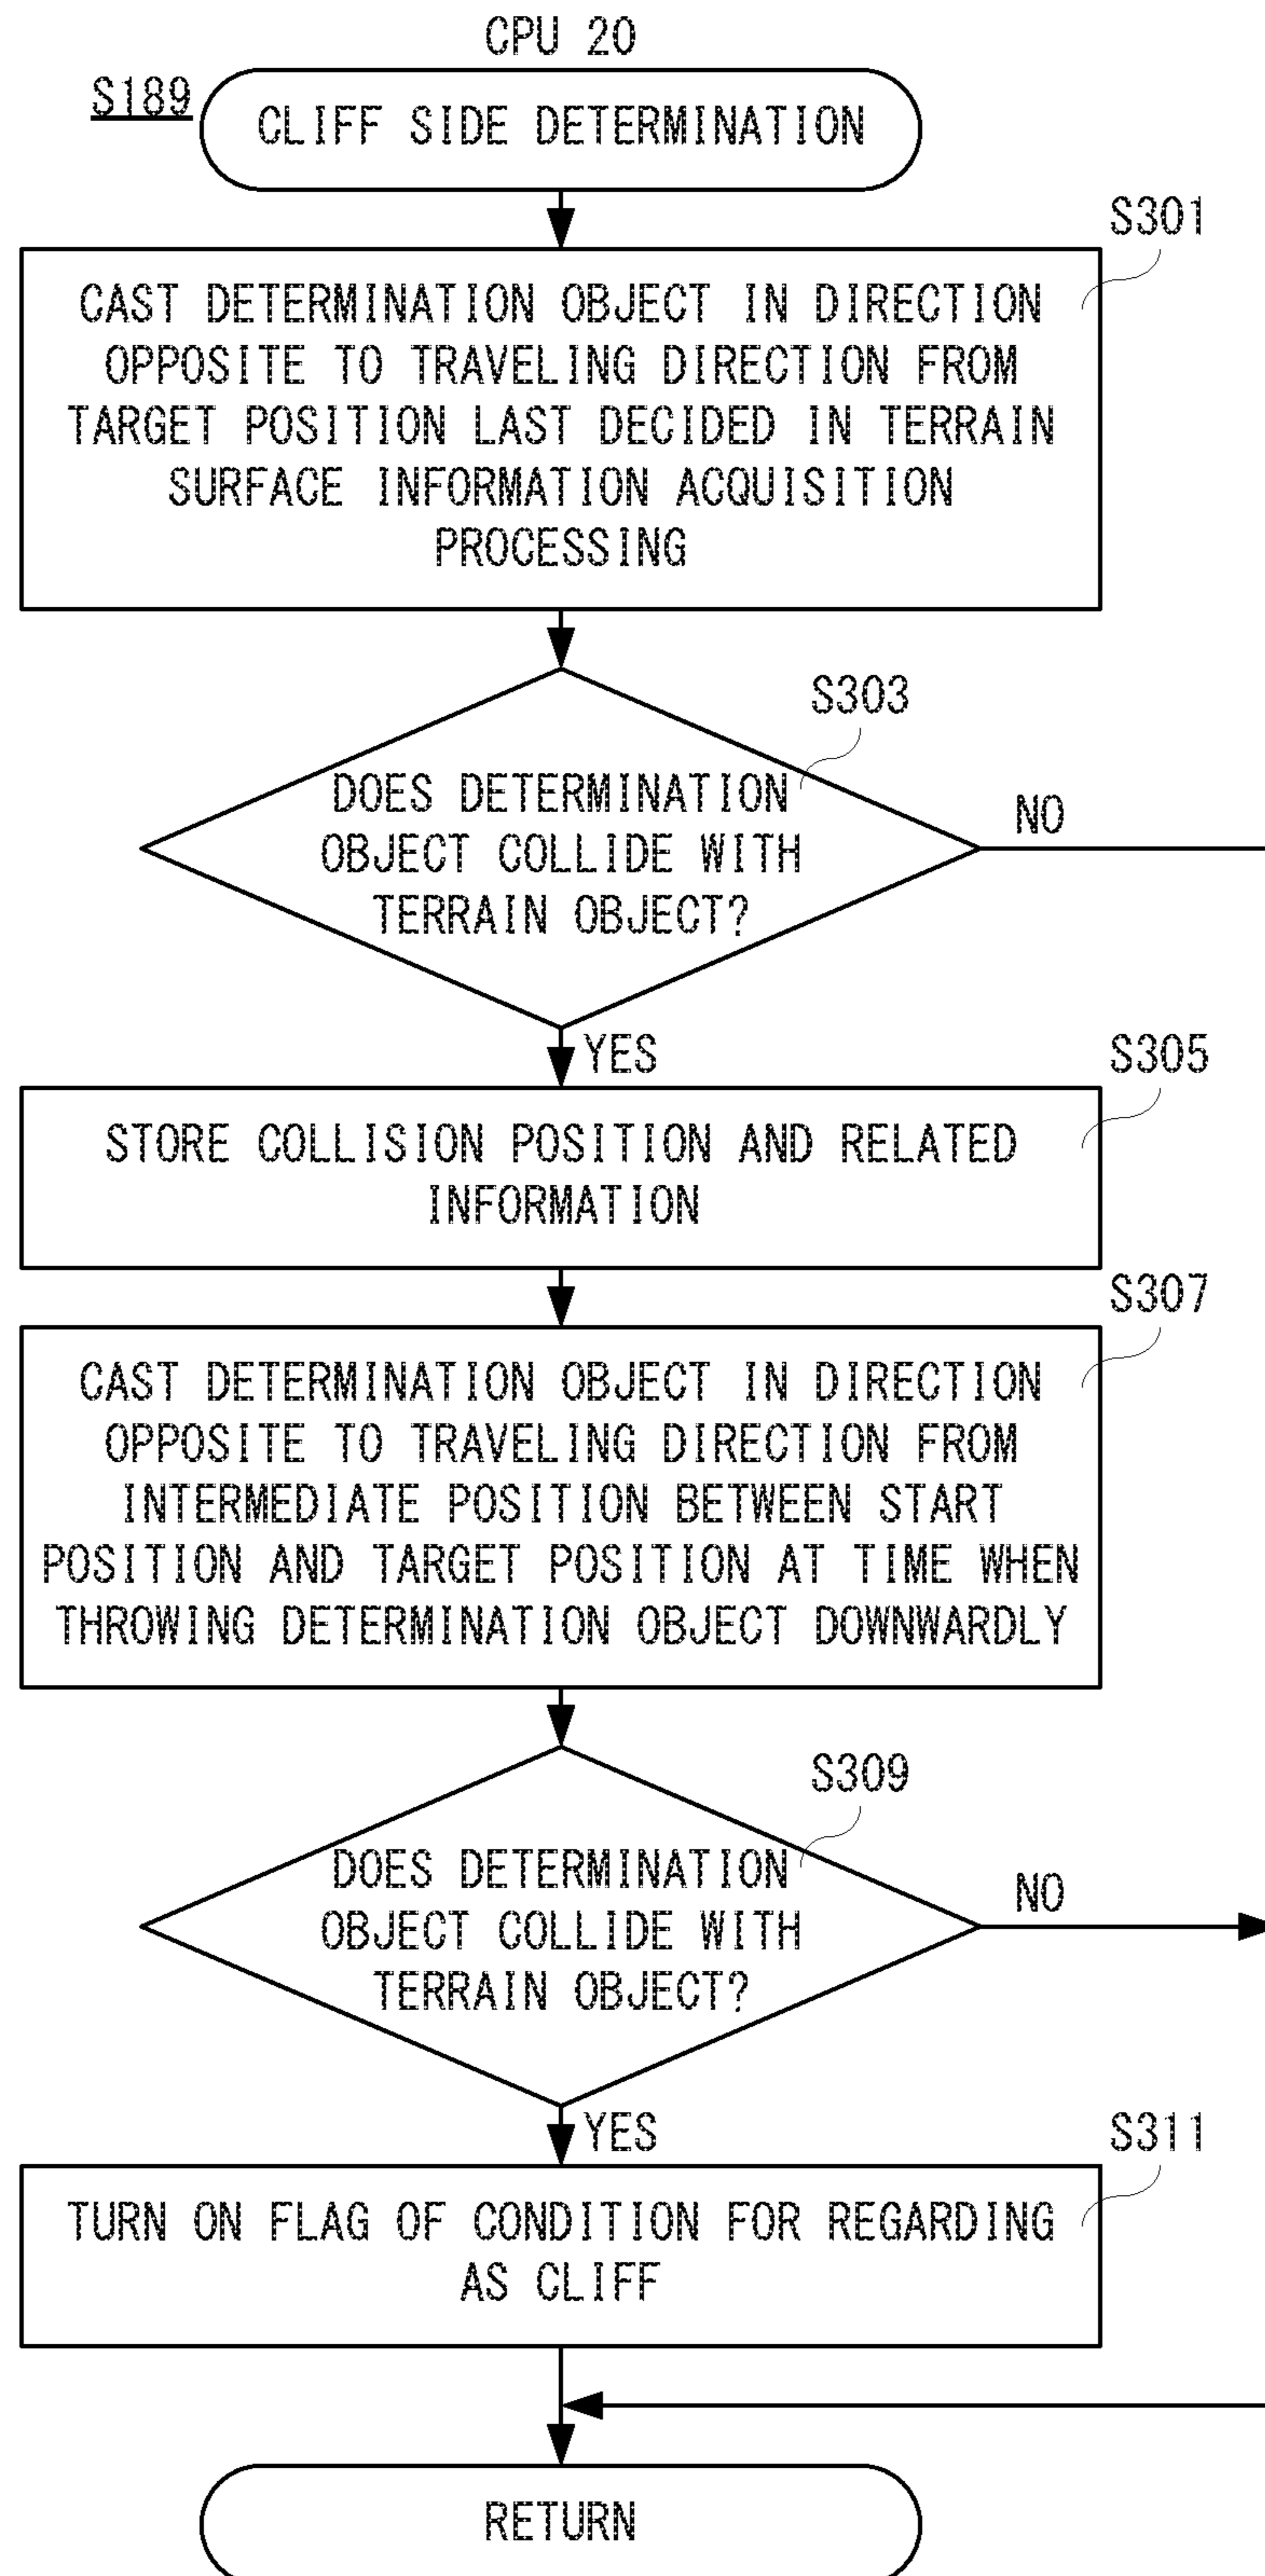 CPU 20
S189
CLIFF SIDE DETERMINATION
S301
CAST DETERMINATION OBJECT IN DIRECTION
OPPOSITE TO TRAVELING DIRECTION FROM
TARGET POSITION LAST DECIDED IN TERRAIN
SURFACE INFORMATION ACQUISITION
PROCESSING
S303
DOES DETERMINATION
OBJECT COLLIDE WITH
TERRAIN OBJECT?
NO
YES
S305
STORE COLLISION POSITION AND RELATED
INFORMATION
S307
CAST DETERMINATION OBJECT IN DIRECTION
OPPOSITE TO TRAVELING DIRECTION FROM
INTERMEDIATE POSITION BETWEEN START
POSITION AND TARGET POSITION AT TIME WHEN
THROWING DETERMINATION OBJECT DOWNWARDLY
S309
DOES DETERMINATION
OBJECT COLLIDE WITH
TERRAIN OBJECT?
NO
YES
S311
TURN ON FLAG OF CONDITION FOR REGARDING
AS CLIFF
RETURN